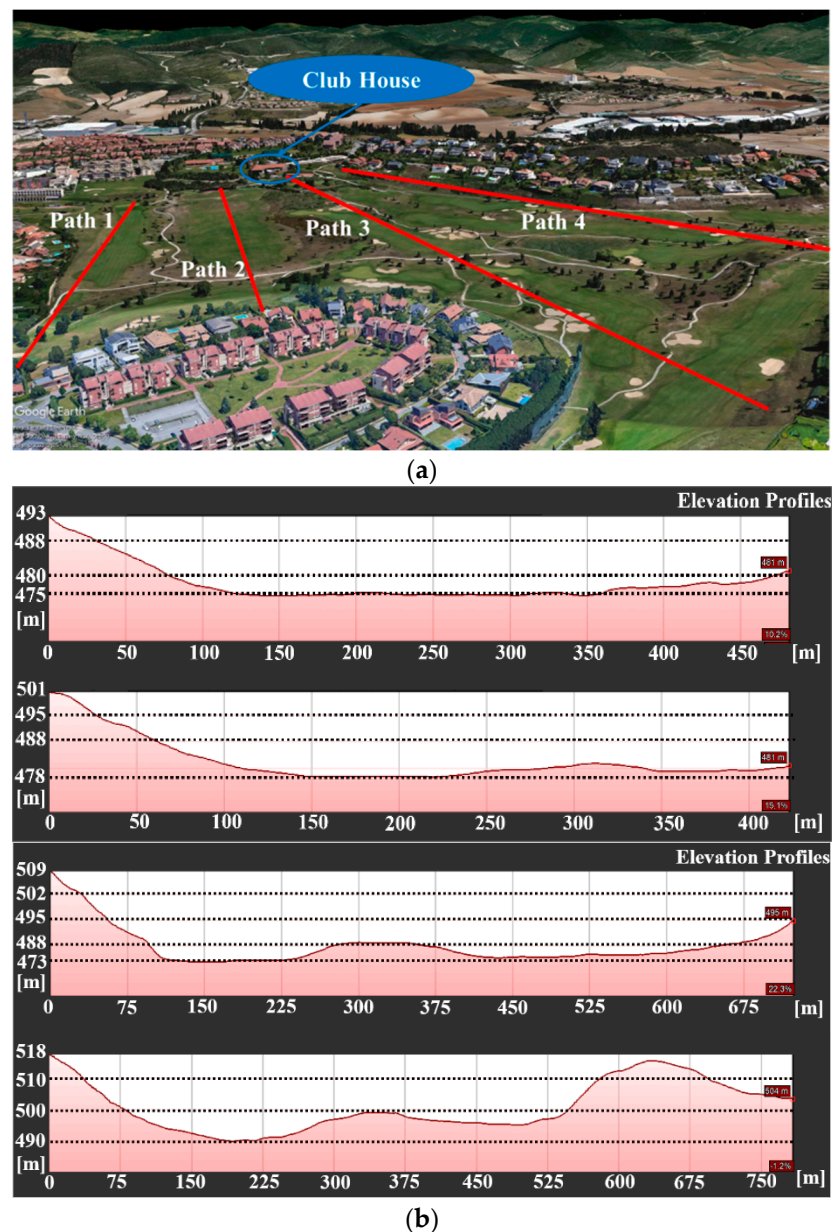 Club House
Path 1
Path 2
Path 3
Path 4
Google Earth
(a)
Elevation Profiles
493
488
480
475
[m]
481 m
10.2%
0 50 100 150 200 250 300 350 400 450 [m]
501
495
488
478
[m]
481 m
15.1%
0 50 100 150 200 250 300 350 400 [m]
Elevation Profiles
509
502
495
488
473
[m]
495 m
22.3%
0 75 150 225 300 375 450 525 600 675 [m]
518
510
500
490
[m]
504 m
-1.2%
0 75 150 225 300 375 450 525 600 675 750 [m]
(b)